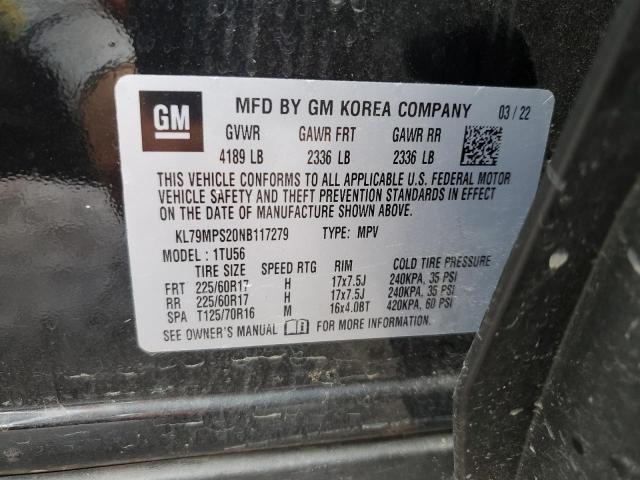 GM MFD BY GM KOREA COMPANY 03/22
GVWR GAWR FRT GAWR RR
4189 LB 2336 LB 2336 LB
THIS VEHICLE CONFORMS TO ALL APPLICABLE U.S. FEDERAL MOTOR
VEHICLE SAFETY AND THEFT PREVENTION STANDARDS IN EFFECT
ON THE DATE OF MANUFACTURE SHOWN ABOVE.
KL79MPS20NB117279 TYPE: MPV
MODEL : 1TU56
TIRE SIZE SPEED RTG RIM COLD TIRE PRESSURE
FRT 225/60R17 H 17x7.5J 240KPA, 35 PSI
RR 225/60R17 H 17x7.5J 240KPA, 35 PSI
SPA T125/70R16 M 16x4.0BT 420KPA, 60 PSI
SEE OWNER'S MANUAL FOR MORE INFORMATION